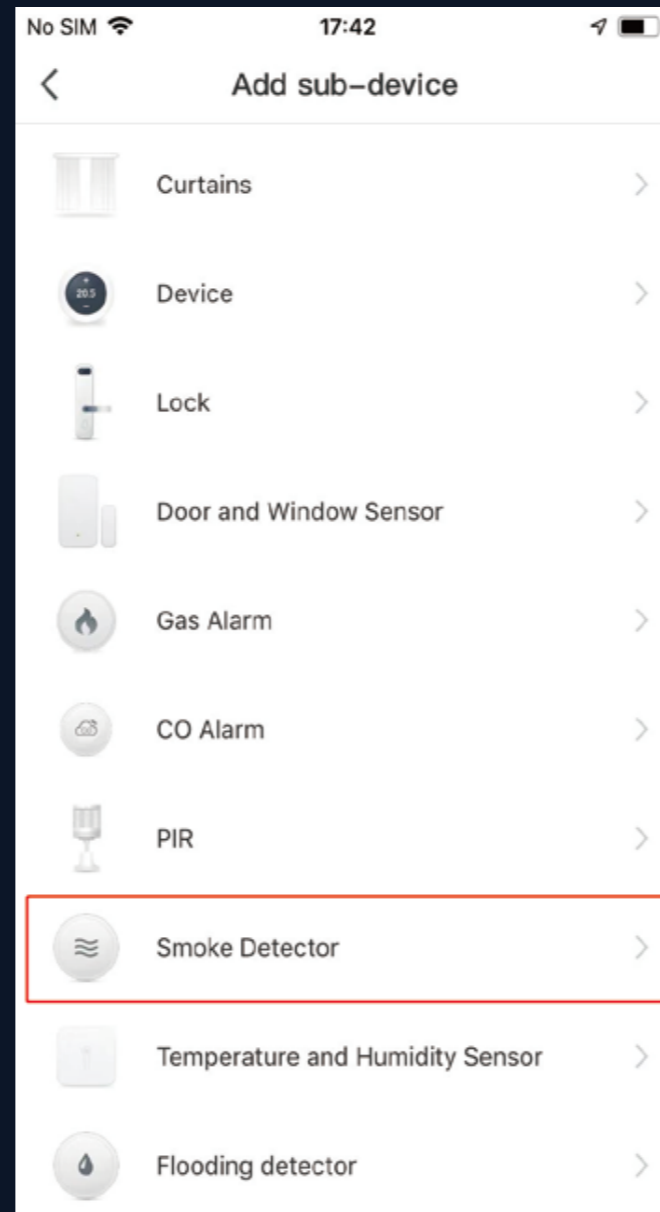 No SIM 17:42
Add sub-device
Curtains
20.5
Device
Lock
Door and Window Sensor
Gas Alarm
CO Alarm
PIR
Smoke Detector
Temperature and Humidity Sensor
Flooding detector